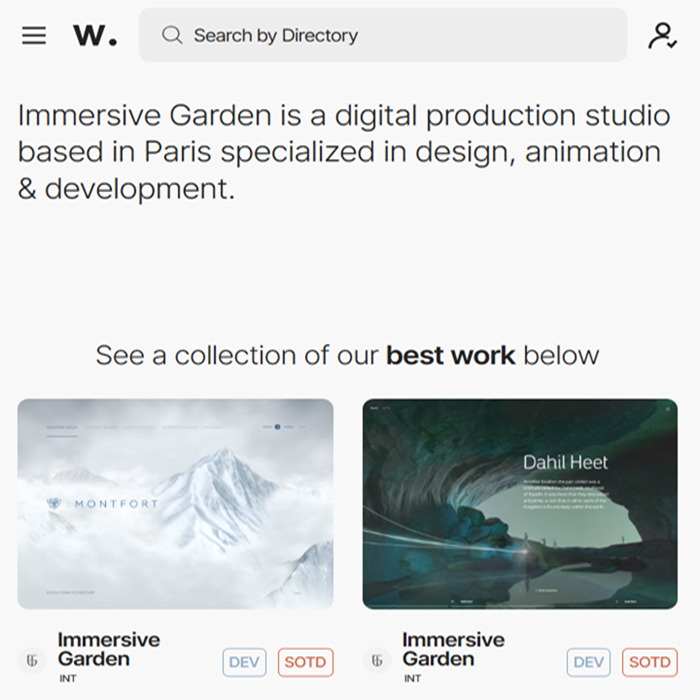 W.
Search by Directory
Immersive Garden is a digital production studio
based in Paris specialized in design, animation
& development.
See a collection of our best work below
MONTFORT
Dahil Heet
Immersive
Garden
INT
DEV
SOTD
Immersive
Garden
INT
DEV
SOTD